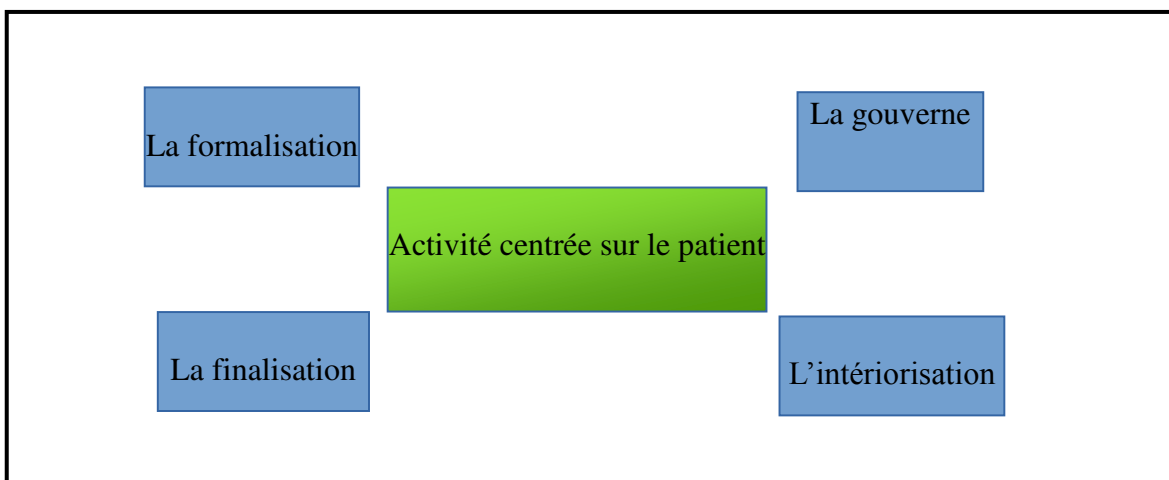 La formalisation
La gouverne
Activité centrée sur le patient
La finalisation
L’intériorisation